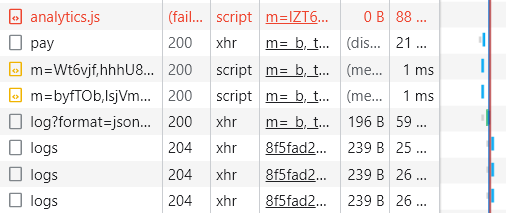 analytics.js (fail... script m=IZT6... 0 B 88 ...
pay 200 xhr m=_b,_t... (dis... 21 ...
m=Wt6vjf,hhhU8... 200 script m=_b,_t... (me... 1 ms
m=byfTOb,lsjVm... 200 script m=_b,_t... (me... 1 ms
log?format=json... 200 xhr m=_b,_t... 196 B 59 ...
logs 204 xhr 8f5fad2... 239 B 25 ...
logs 204 xhr 8f5fad2... 239 B 26 ...
logs 204 xhr 8f5fad2... 239 B 26 ...